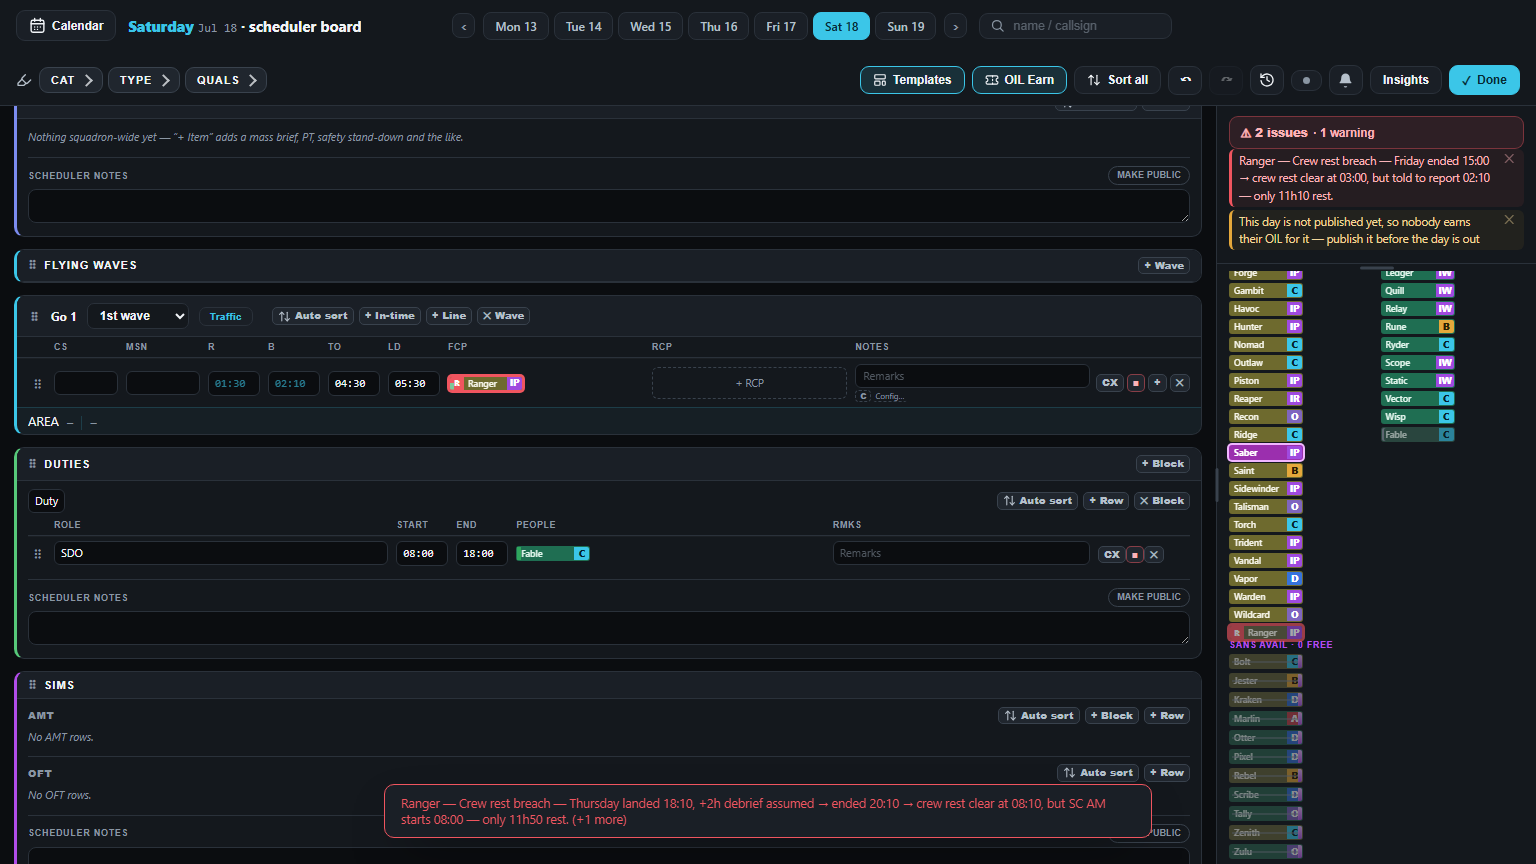 Calendar
Saturday Jul 18 · scheduler board
Mon 13
Tue 14
Wed 15
Thu 16
Fri 17
Sat 18
Sun 19
name / callsign
CAT
TYPE
QUALS
Templates
OIL Earn
Sort all
Insights
✓ Done
Nothing squadron-wide yet — "+ Item" adds a mass brief, PT, safety stand-down and the like.
SCHEDULER NOTES
MAKE PUBLIC
FLYING WAVES
+ Wave
Go 1
1st wave
Traffic
Auto sort
+ In-time
+ Line
✕ Wave
CS MSN R B TO LD FCP RCP NOTES
01:30
02:10
04:30
05:30
R Ranger IP
+ RCP
Remarks
CX
+
✕
C Config...
AREA – | –
DUTIES
+ Block
Duty
Auto sort
+ Row
✕ Block
ROLE START END PEOPLE RMKS
SDO
08:00
18:00
Fable C
Remarks
CX
✕
SCHEDULER NOTES
MAKE PUBLIC
SIMS
AMT
Auto sort
+ Block
+ Row
No AMT rows.
OFT
Auto sort
+ Row
No OFT rows.
SCHEDULER NOTES
PUBLIC
Ranger — Crew rest breach — Thursday landed 18:10, +2h debrief assumed → ended 20:10 → crew rest clear at 08:10, but SC AM
starts 08:00 — only 11h50 rest. (+1 more)
⚠ 2 issues · 1 warning
Ranger — Crew rest breach — Friday ended 15:00
→ crew rest clear at 03:00, but told to report 02:10
— only 11h10 rest.
This day is not published yet, so nobody earns
their OIL for it — publish it before the day is out
Forge IP
Gambit C
Havoc IP
Hunter IP
Nomad C
Outlaw C
Piston IP
Reaper IR
Recon O
Ridge C
Saber IP
Saint B
Sidewinder IP
Talisman O
Torch C
Trident IP
Vandal IP
Vapor D
Warden IP
Wildcard O
R Ranger IP
Ledger IW
Quill IW
Relay IW
Rune B
Ryder C
Scope IW
Static IW
Vector C
Wisp C
Fable C
SANS AVAIL · 0 FREE
Bolt C
Jester B
Kraken D
Marlin A
Otter D
Pixel D
Rebel B
Scribe D
Tally O
Zenith C
Zulu O